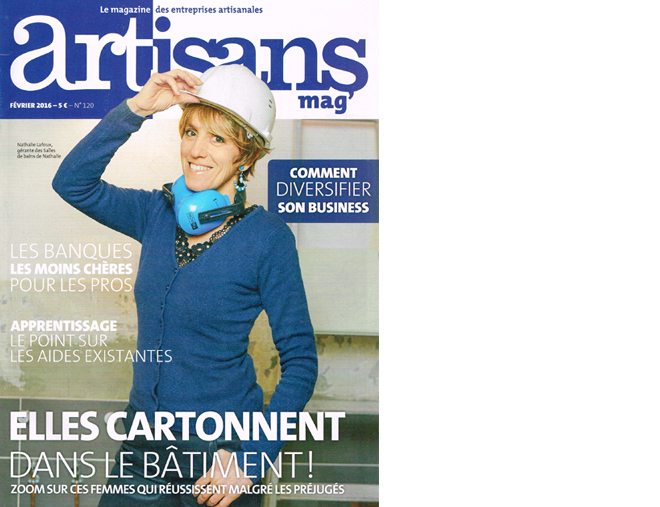 Le magazine des entreprises artisanales
artisans
mag'
FÉVRIER 2016 – 5 € – N° 120
Nathalie Lafoux,
gérante des Salles
de bains de Nathalie
COMMENT
DIVERSIFIER
SON BUSINESS
LES BANQUES
LES MOINS CHÈRES
POUR LES PROS
APPRENTISSAGE
LE POINT SUR
LES AIDES EXISTANTES
ELLES CARTONNENT
DANS LE BÂTIMENT !
ZOOM SUR CES FEMMES QUI RÉUSSISSENT MALGRÉ LES PRÉJUGÉS